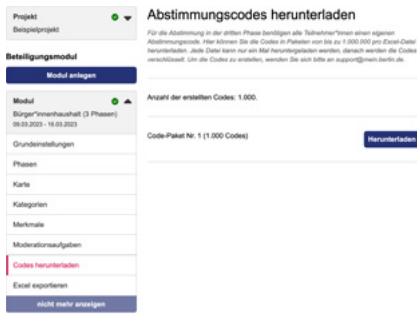 Projekt
Beispielprojekt
Beteiligungsmodul
Modul anlegen
Modul
Bürger*innenhaushalt (3 Phasen)
09.03.2023 - 16.03.2023
Grundeinstellungen
Phasen
Karte
Kategorien
Merkmale
Moderationsaufgaben
Codes herunterladen
Excel exportieren
nicht mehr anzeigen
Abstimmungscodes herunterladen
Für die Abstimmung in der dritten Phase benötigen alle Teilnehmer*innen einen eigenen
Abstimmungscode. Hier können Sie die Codes in Paketen von bis zu 1.000.000 pro Excel-Datei
herunterladen. Jede Datei kann nur ein Mal heruntergeladen werden, danach werden die Codes
verschlüsselt. Um die Codes zu erstellen, wenden Sie sich bitte an support@mein.berlin.de.
Anzahl der erstellten Codes: 1.000.
Code-Paket Nr. 1 (1.000 Codes)
Herunterladen